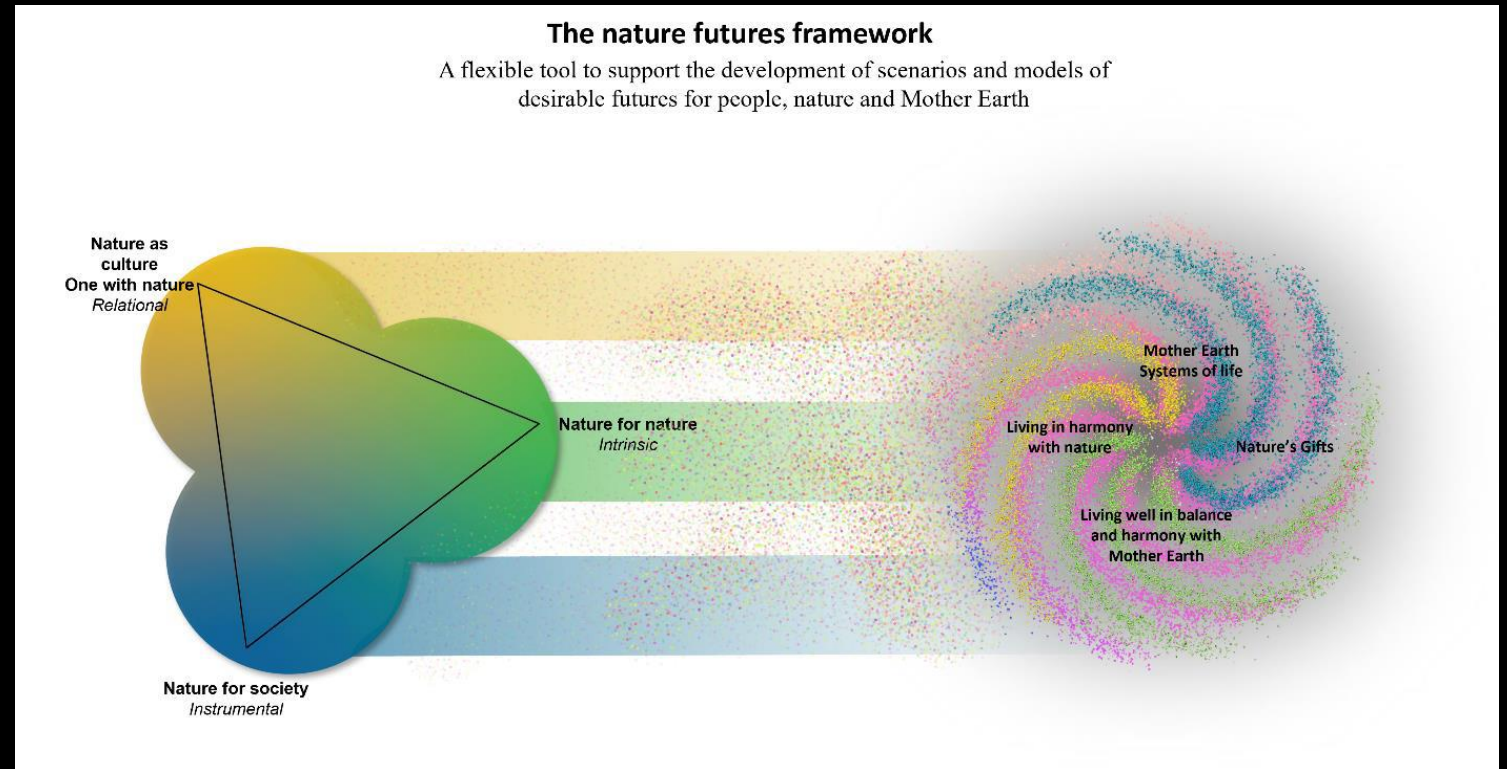 The nature futures framework
A flexible tool to support the development of scenarios and models of
desirable futures for people, nature and Mother Earth
Nature as
culture
One with nature
Relational
Nature for nature
Intrinsic
Nature for society
Instrumental
Mother Earth
Systems of life
Living in harmony
with nature
Nature's Gifts
Living well in balance
and harmony with
Mother Earth